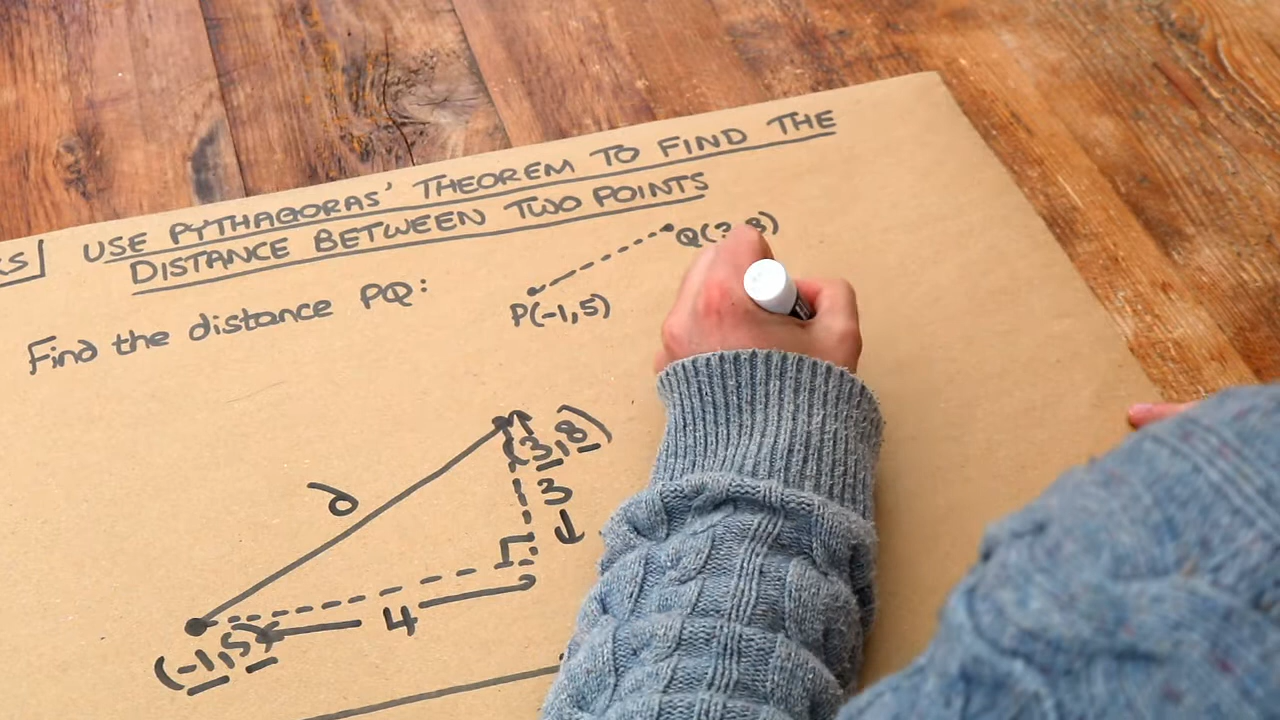 USE PYTHAGORAS' THEOREM TO FIND THE
DISTANCE BETWEEN TWO POINTS
Find the distance PQ:
P(-1,5)
(3,8)
d
3
4
(-1,5)